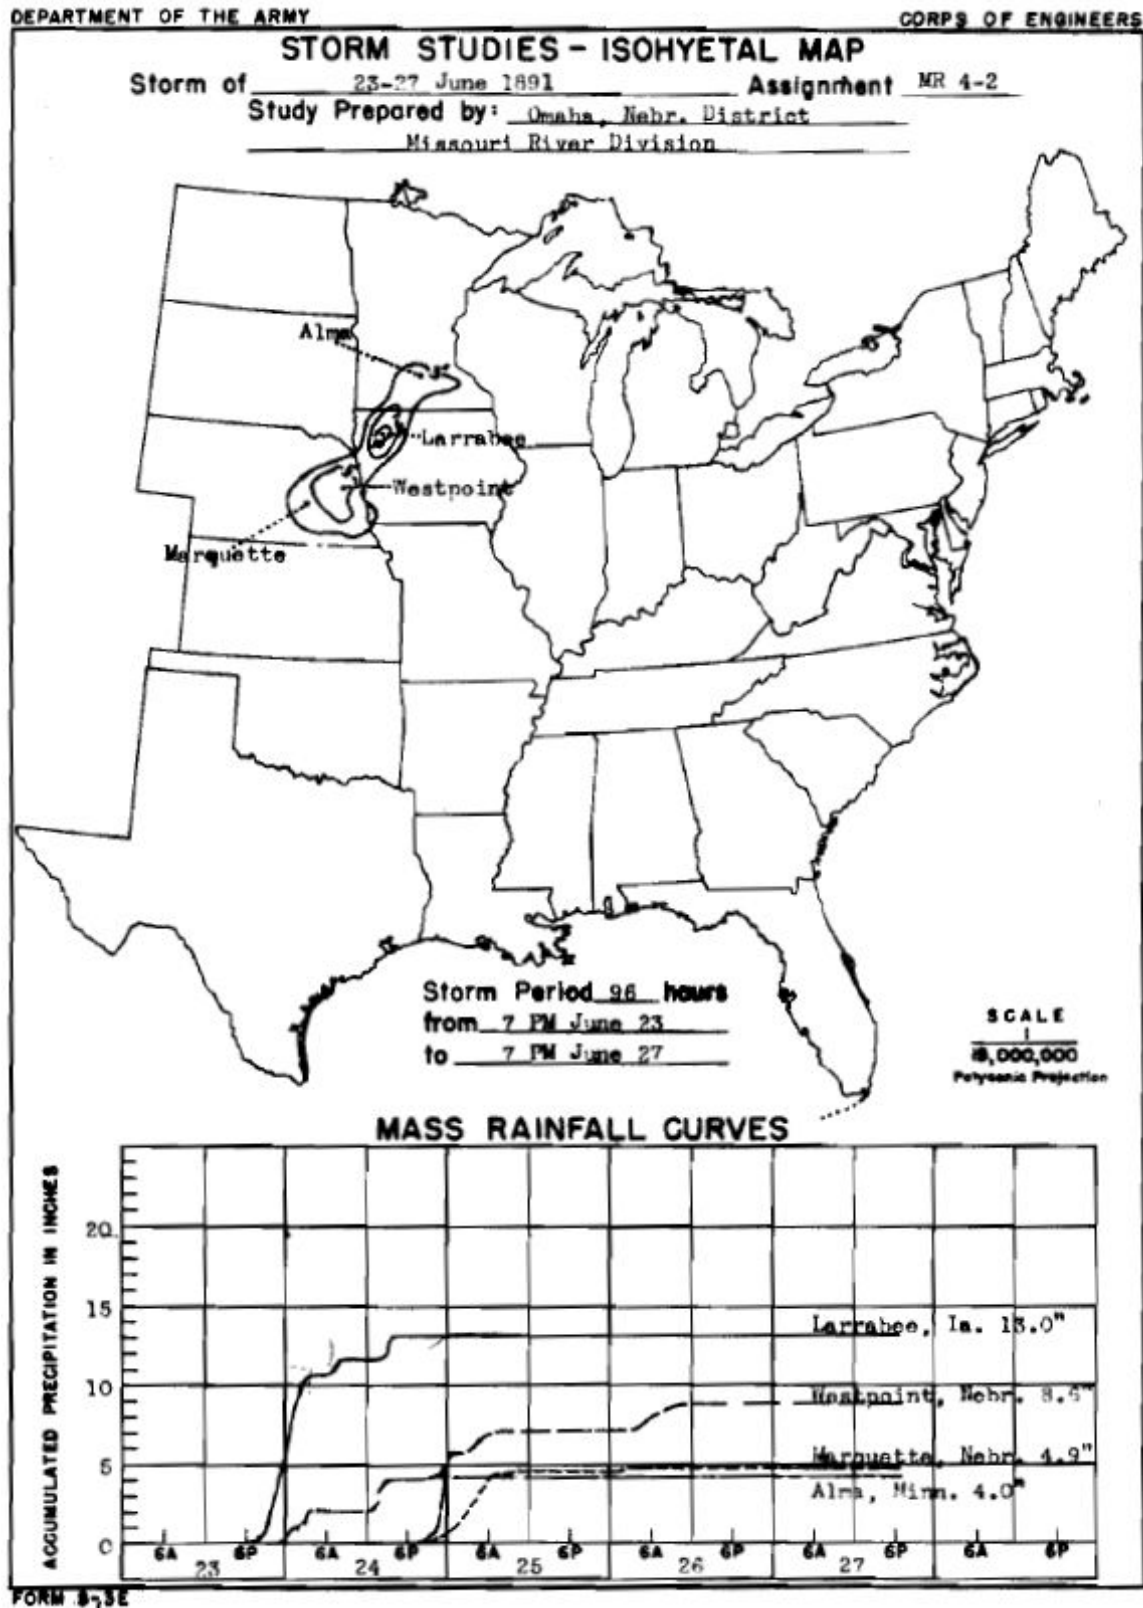 DEPARTMENT OF THE ARMY CORPS OF ENGINEERS
STORM STUDIES - ISOHYETAL MAP
Storm of 23-27 June 1891 Assignment MR 4-2
Study Prepared by: Omaha, Nebr. District
Missouri River Division
Alma
Larrabee
Westpoint
Marquette
Storm Period 96 hours
from 7 PM June 23
to 7 PM June 27
SCALE
1
,000,000
Polyconic Projection
MASS RAINFALL CURVES
ACCUMULATED PRECIPITATION IN INCHES
20
15
Larrabee, Ia. 13.0"
10
Westpoint, Nebr.
5
Marquette, Nebr. 4.9"
Alma, Minn. 4.0"
0
6A 6P 6A 6P 6A 6P 6A 6P 6A 6P 6A 6P
23 24 25 26 27
FORM S-3E